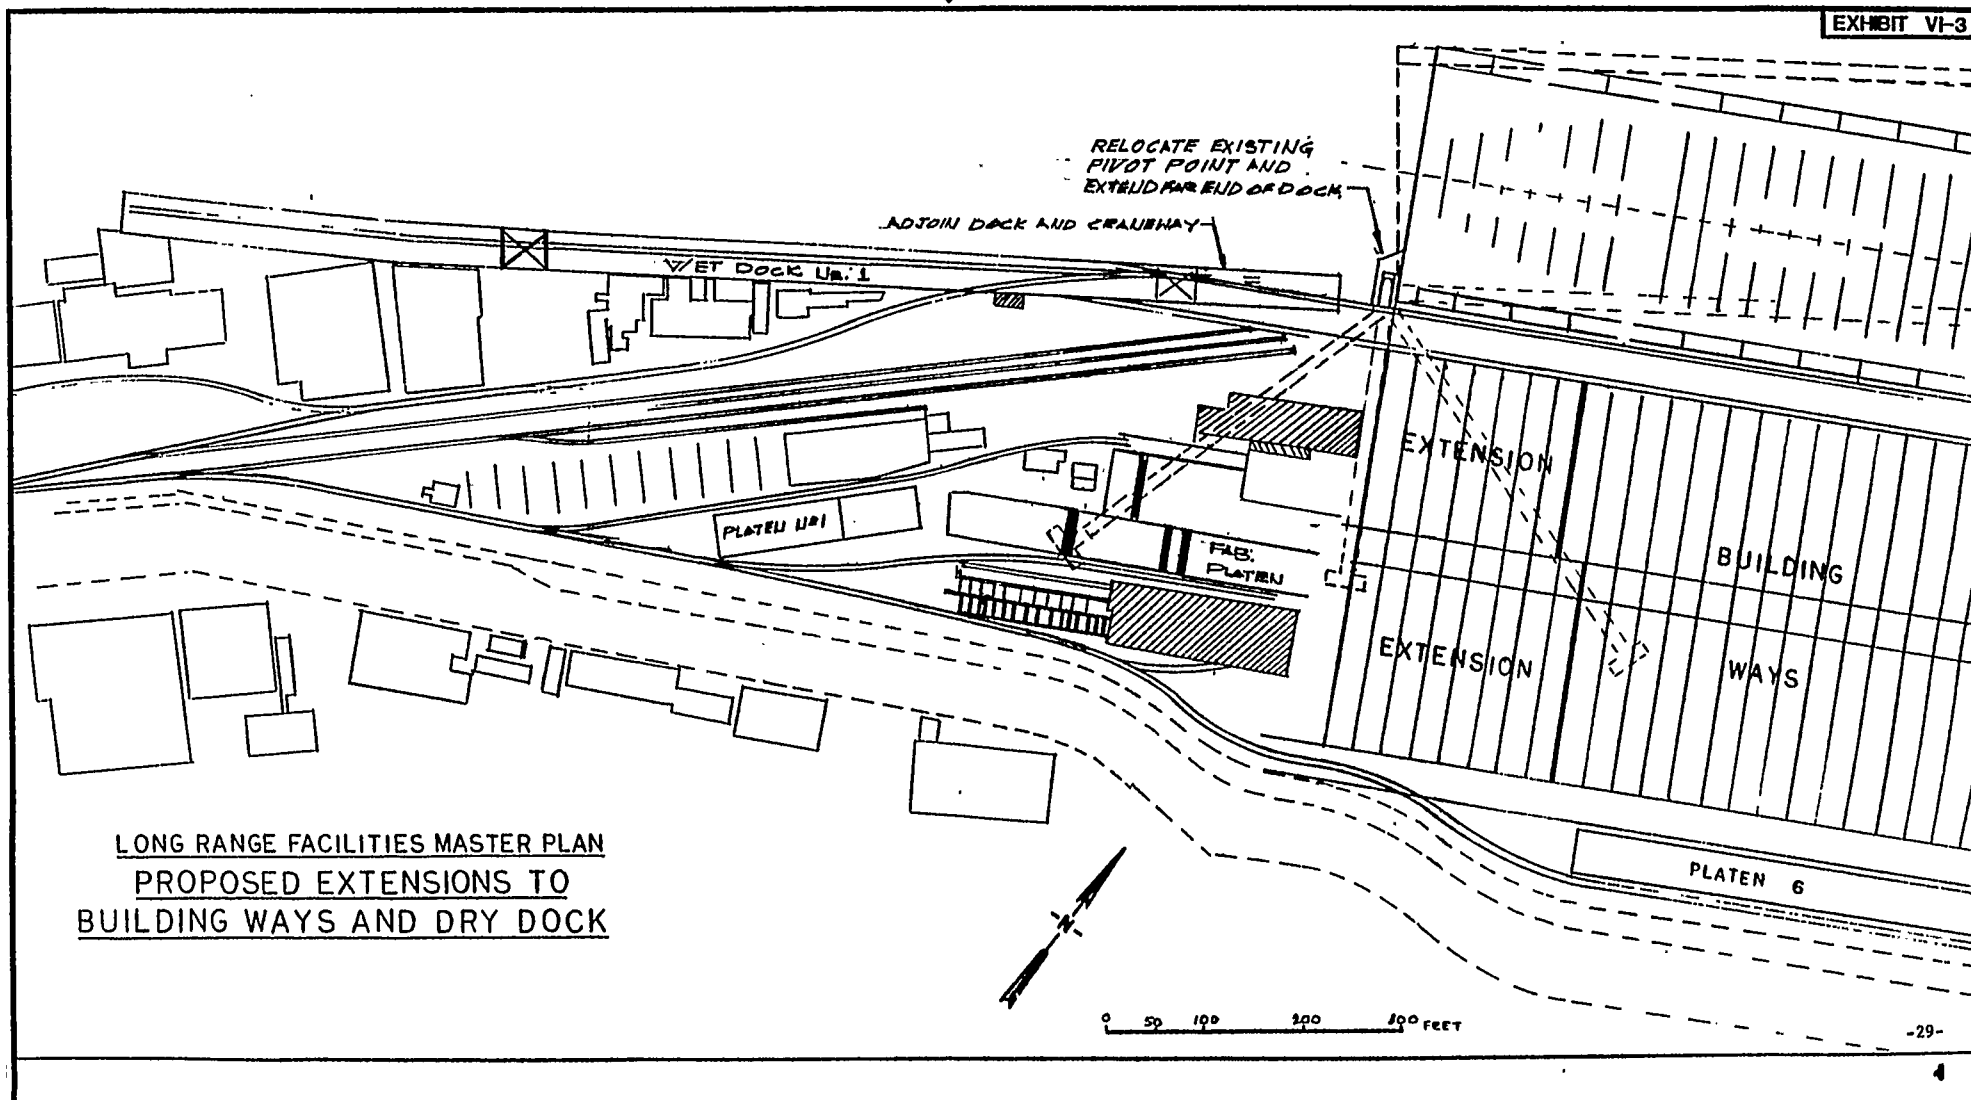 EXHIBIT VI-3
RELOCATE EXISTING
PIVOT POINT AND
EXTEND FAR END OF DOCK
ADJOIN DOCK AND CRANEWAY
WET DOCK No. 1
EXTENSION
PLATEN No 1
FAB.
PLATEN
BUILDING
EXTENSION
WAYS
LONG RANGE FACILITIES MASTER PLAN
PROPOSED EXTENSIONS TO
BUILDING WAYS AND DRY DOCK
PLATEN 6
N
0 50 100 200 300 FEET
-29-